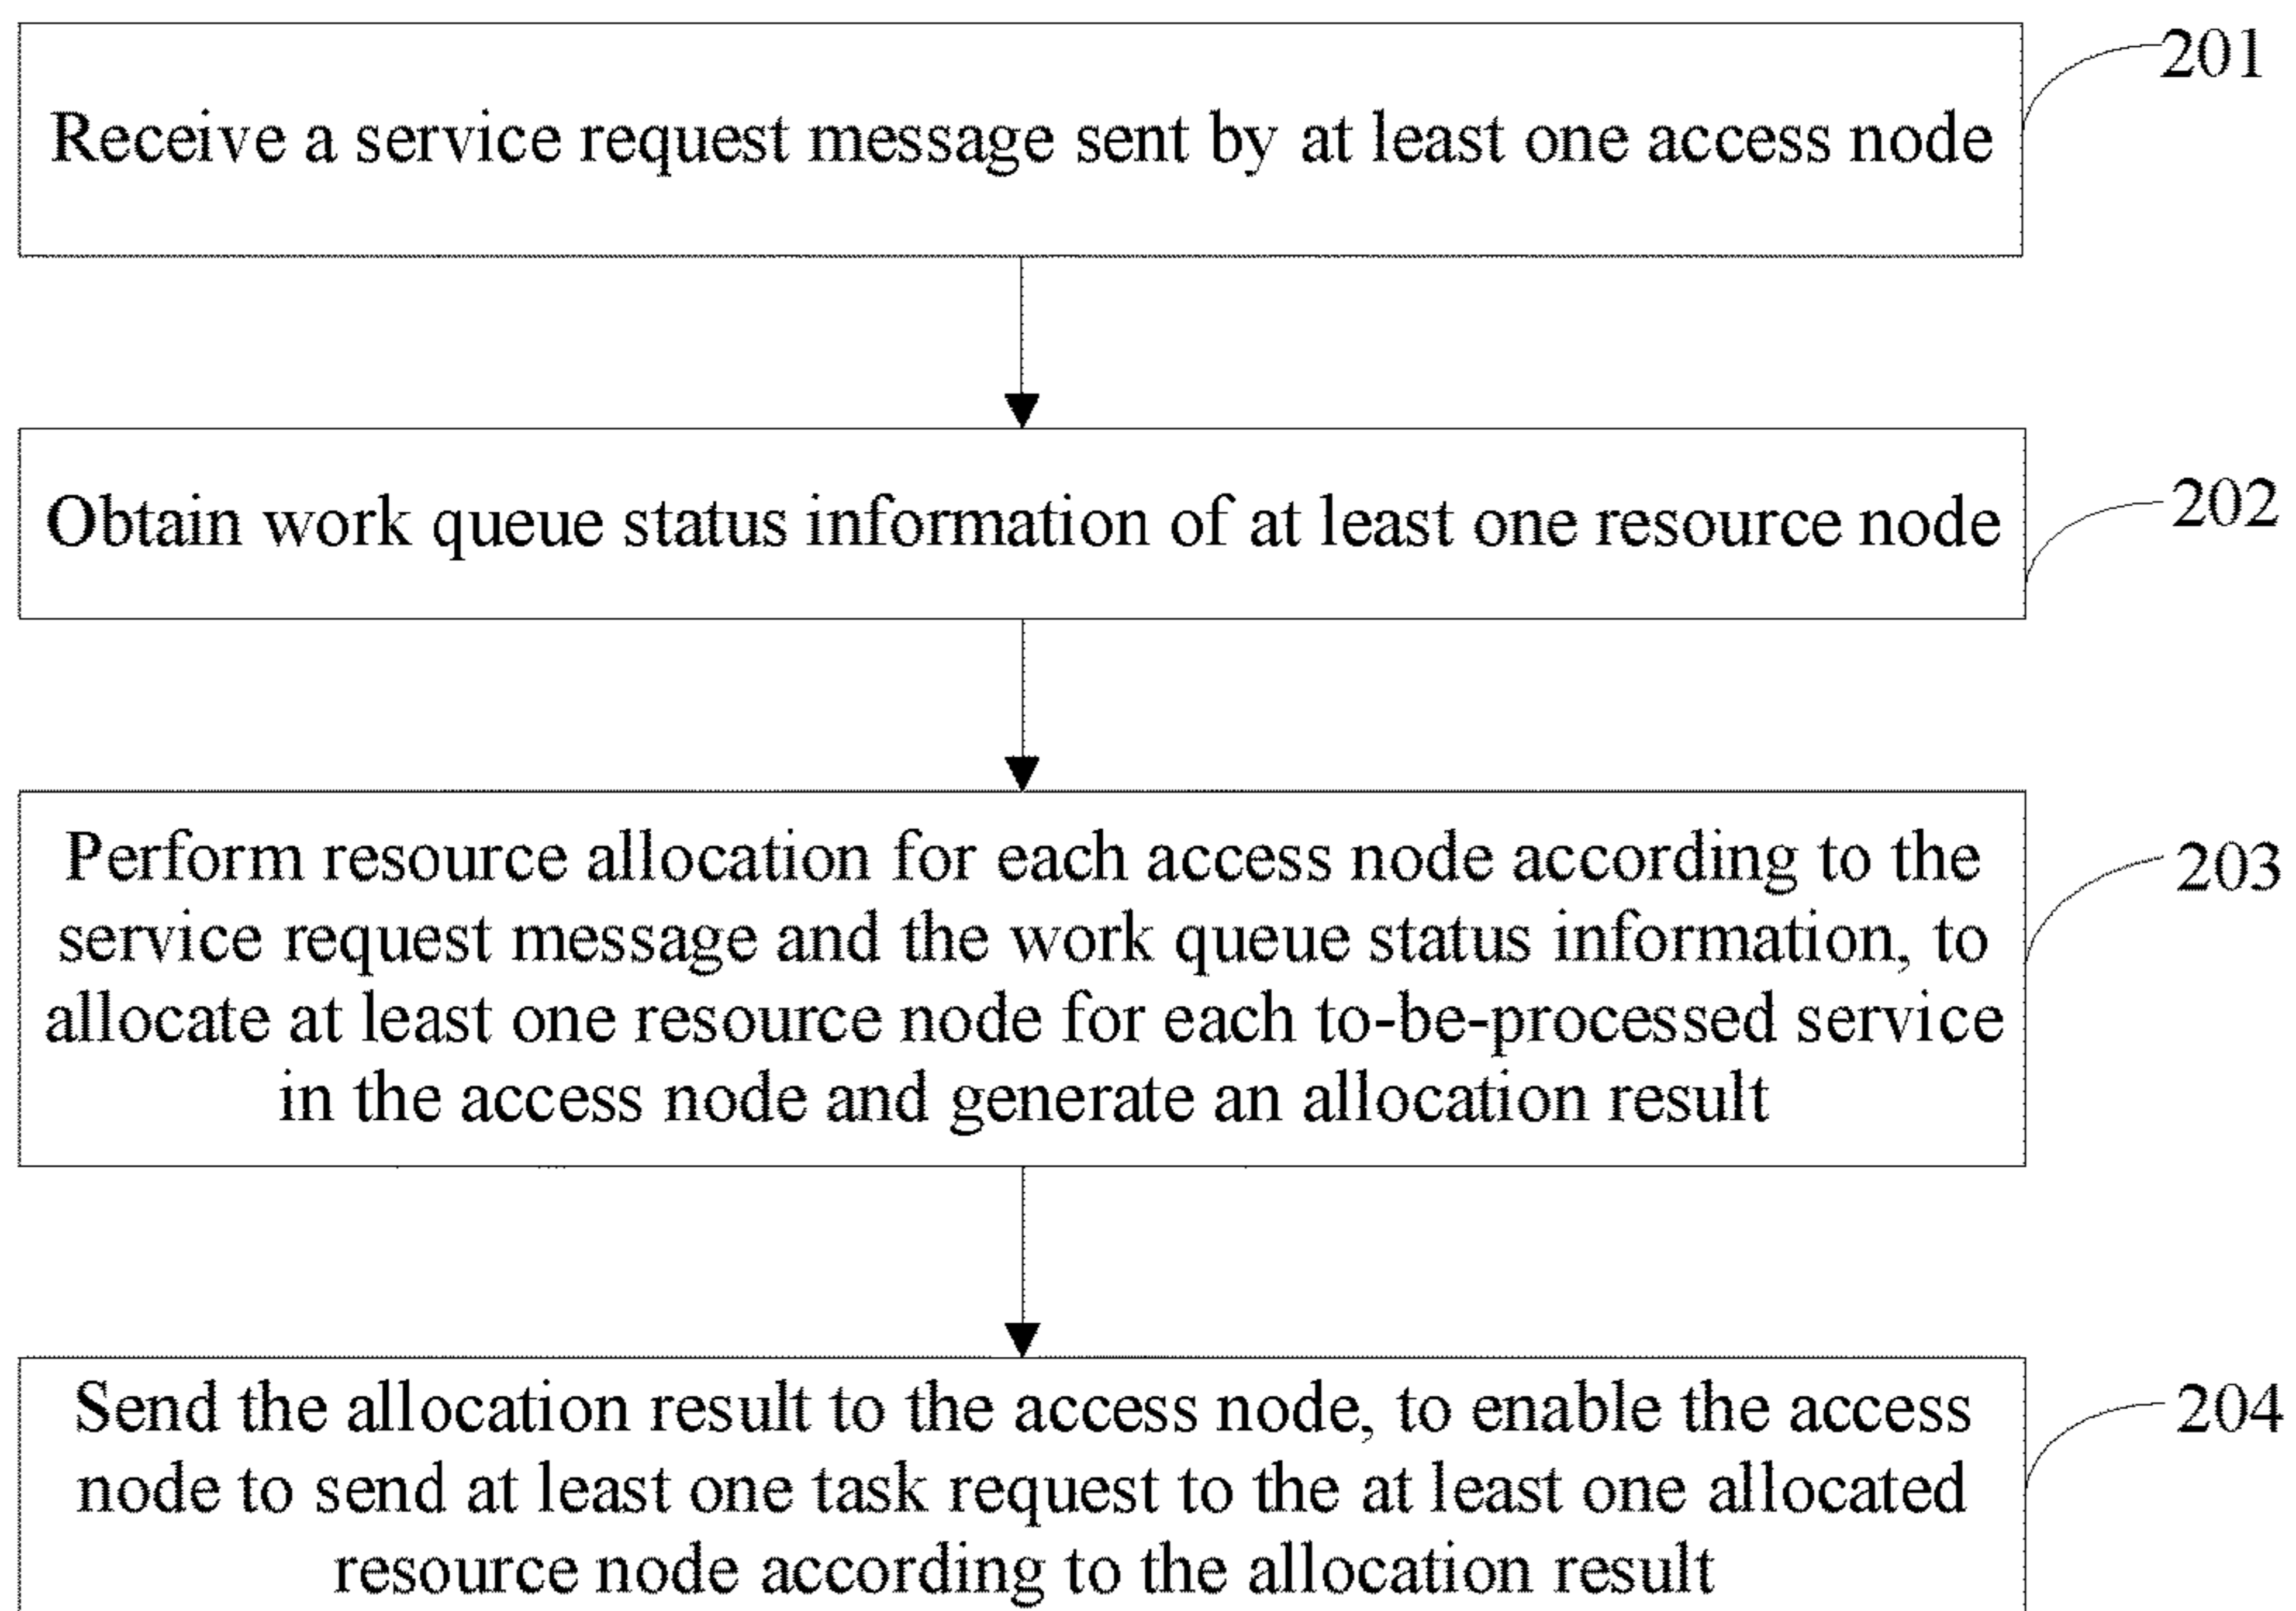 Receive a service request message sent by at least one access node
201
Obtain work queue status information of at least one resource node
202
Perform resource allocation for each access node according to the
service request message and the work queue status information, to
allocate at least one resource node for each to-be-processed service
in the access node and generate an allocation result
203
Send the allocation result to the access node, to enable the access
node to send at least one task request to the at least one allocated
resource node according to the allocation result
204